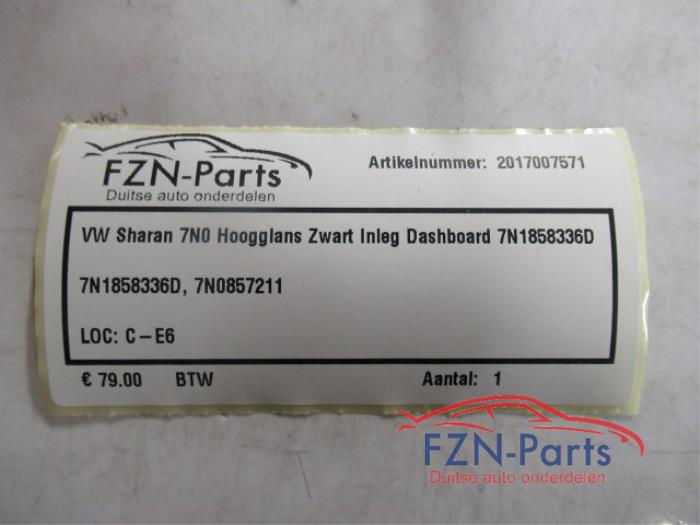 FZN-Parts
Duitse auto onderdelen
Artikelnummer: 2017007571
VW Sharan 7N0 Hoogglans Zwart Inleg Dashboard 7N1858336D
7N1858336D, 7N0857211
LOC: C-E6
€ 79.00 BTW Aantal: 1
FZN-Parts
Duitse auto onderdelen